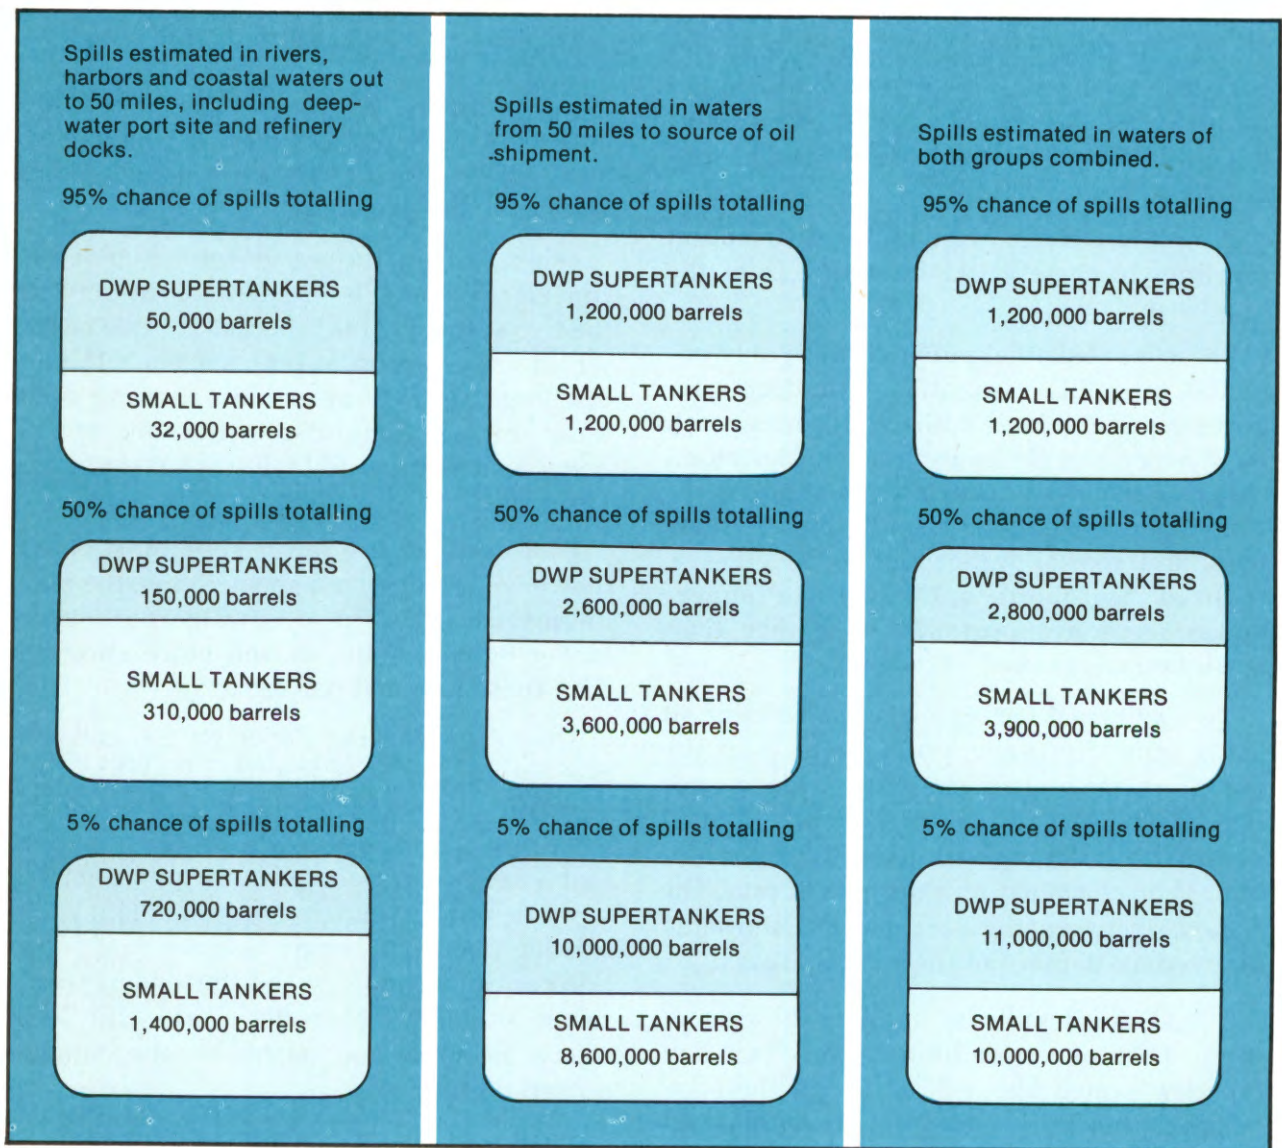 Spills estimated in rivers,
harbors and coastal waters out
to 50 miles, including deep-
water port site and refinery
docks.
95% chance of spills totalling
DWP SUPERTANKERS
50,000 barrels
SMALL TANKERS
32,000 barrels
50% chance of spills totalling
DWP SUPERTANKERS
150,000 barrels
SMALL TANKERS
310,000 barrels
5% chance of spills totalling
DWP SUPERTANKERS
720,000 barrels
SMALL TANKERS
1,400,000 barrels
Spills estimated in waters
from 50 miles to source of oil
shipment.
95% chance of spills totalling
DWP SUPERTANKERS
1,200,000 barrels
SMALL TANKERS
1,200,000 barrels
50% chance of spills totalling
DWP SUPERTANKERS
2,600,000 barrels
SMALL TANKERS
3,600,000 barrels
5% chance of spills totalling
DWP SUPERTANKERS
10,000,000 barrels
SMALL TANKERS
8,600,000 barrels
Spills estimated in waters of
both groups combined.
95% chance of spills totalling
DWP SUPERTANKERS
1,200,000 barrels
SMALL TANKERS
1,200,000 barrels
50% chance of spills totalling
DWP SUPERTANKERS
2,800,000 barrels
SMALL TANKERS
3,900,000 barrels
5% chance of spills totalling
DWP SUPERTANKERS
11,000,000 barrels
SMALL TANKERS
10,000,000 barrels